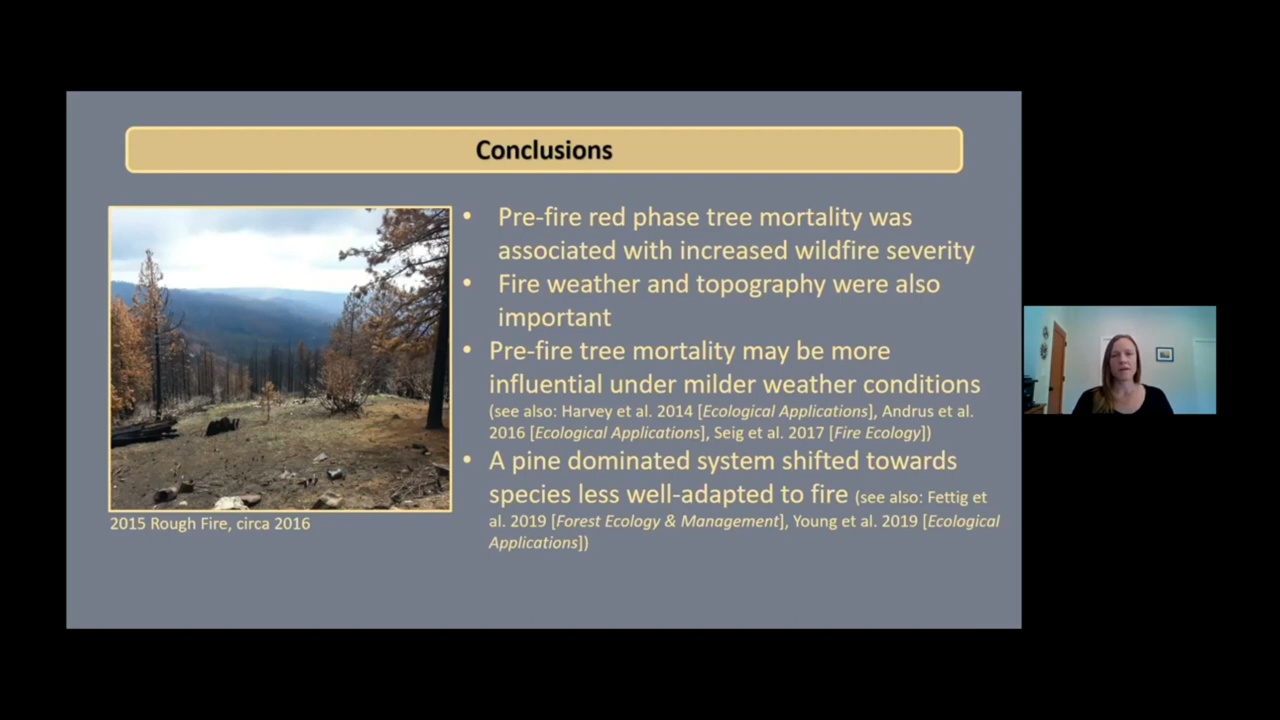 Conclusions
• Pre-fire red phase tree mortality was
associated with increased wildfire severity
• Fire weather and topography were also
important
• Pre-fire tree mortality may be more
influential under milder weather conditions
(see also: Harvey et al. 2014 [Ecological Applications], Andrus et al.
2016 [Ecological Applications], Seig et al. 2017 [Fire Ecology])
• A pine dominated system shifted towards
species less well-adapted to fire (see also: Fettig et
al. 2019 [Forest Ecology & Management], Young et al. 2019 [Ecological
Applications])
2015 Rough Fire, circa 2016